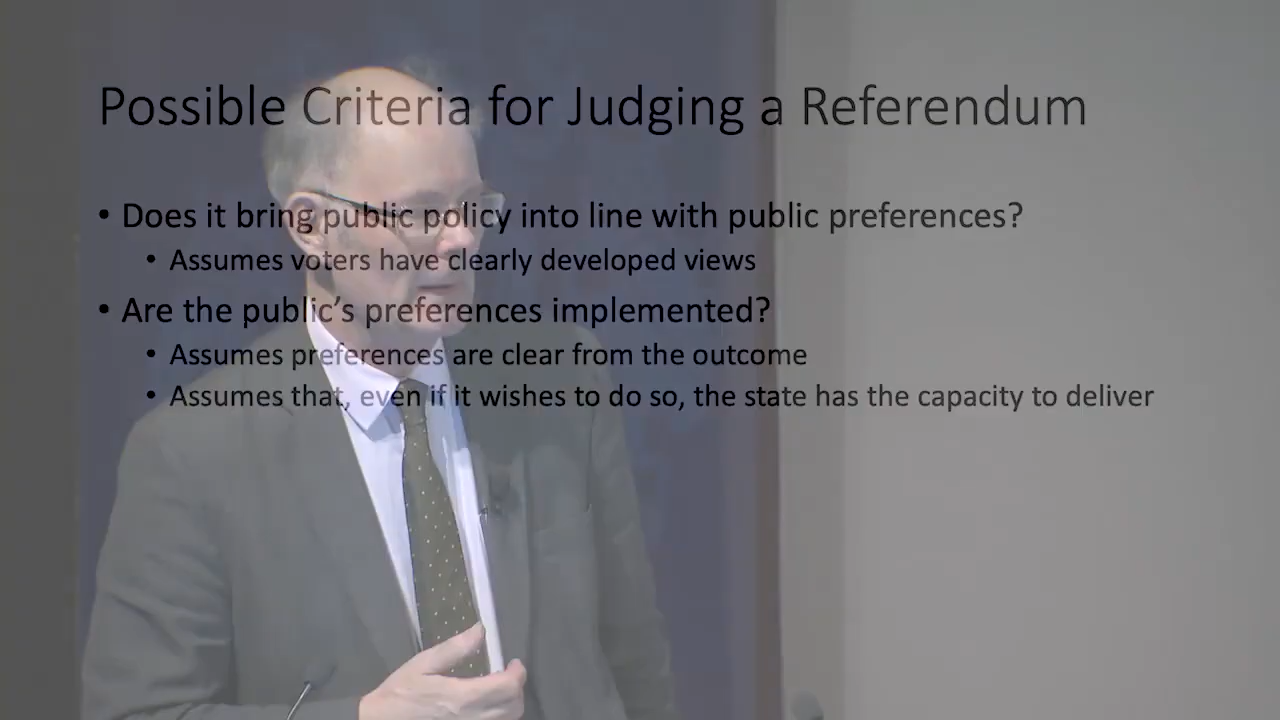 Possible Criteria for Judging a Referendum
• Does it bring public policy into line with public preferences?
• Assumes voters have clearly developed views
• Are the public’s preferences implemented?
• Assumes preferences are clear from the outcome
• Assumes that, even if it wishes to do so, the state has the capacity to deliver